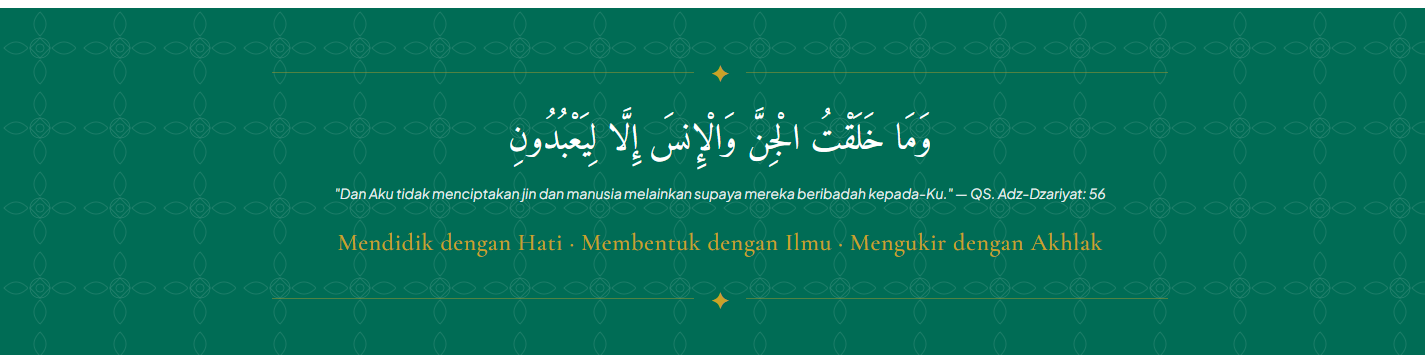 وَمَا خَلَقْتُ الْجِنَّ وَالْإِنسَ إِلَّا لِيَعْبُدُونِ
"Dan Aku tidak menciptakan jin dan manusia melainkan supaya mereka beribadah kepada-Ku." — QS. Adz-Dzariyat: 56
Mendidik dengan Hati · Membentuk dengan Ilmu · Mengukir dengan Akhlak